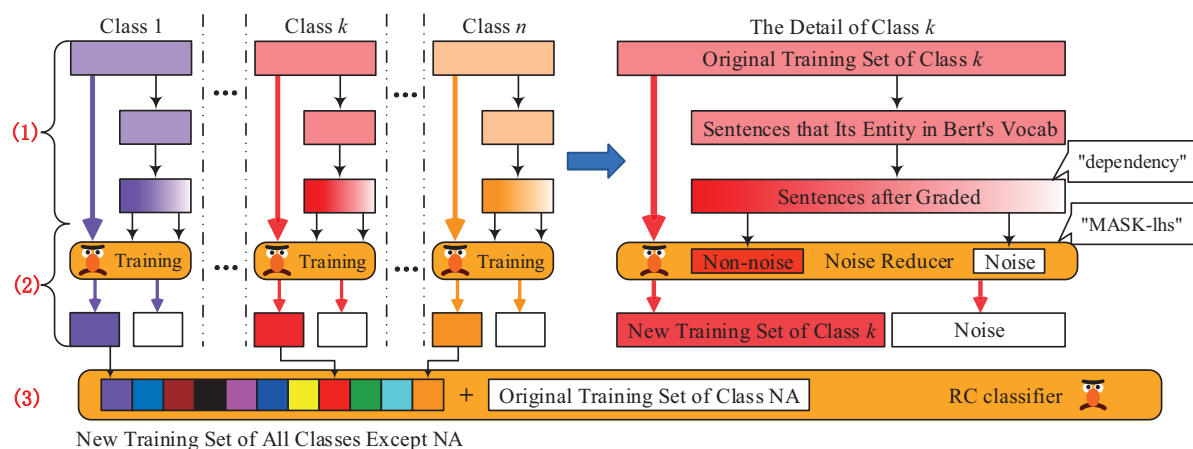 Class 1
Class k
Class n
The Detail of Class k
Original Training Set of Class k
(1)
... ...
Sentences that Its Entity in Bert's Vocab
"dependency"
Sentences after Graded
"MASK-lhs"
Training
...
Training
...
Training
Non-noise
Noise Reducer
Noise
(2)
New Training Set of Class k
Noise
(3)
+
Original Training Set of Class NA
RC classifier
New Training Set of All Classes Except NA